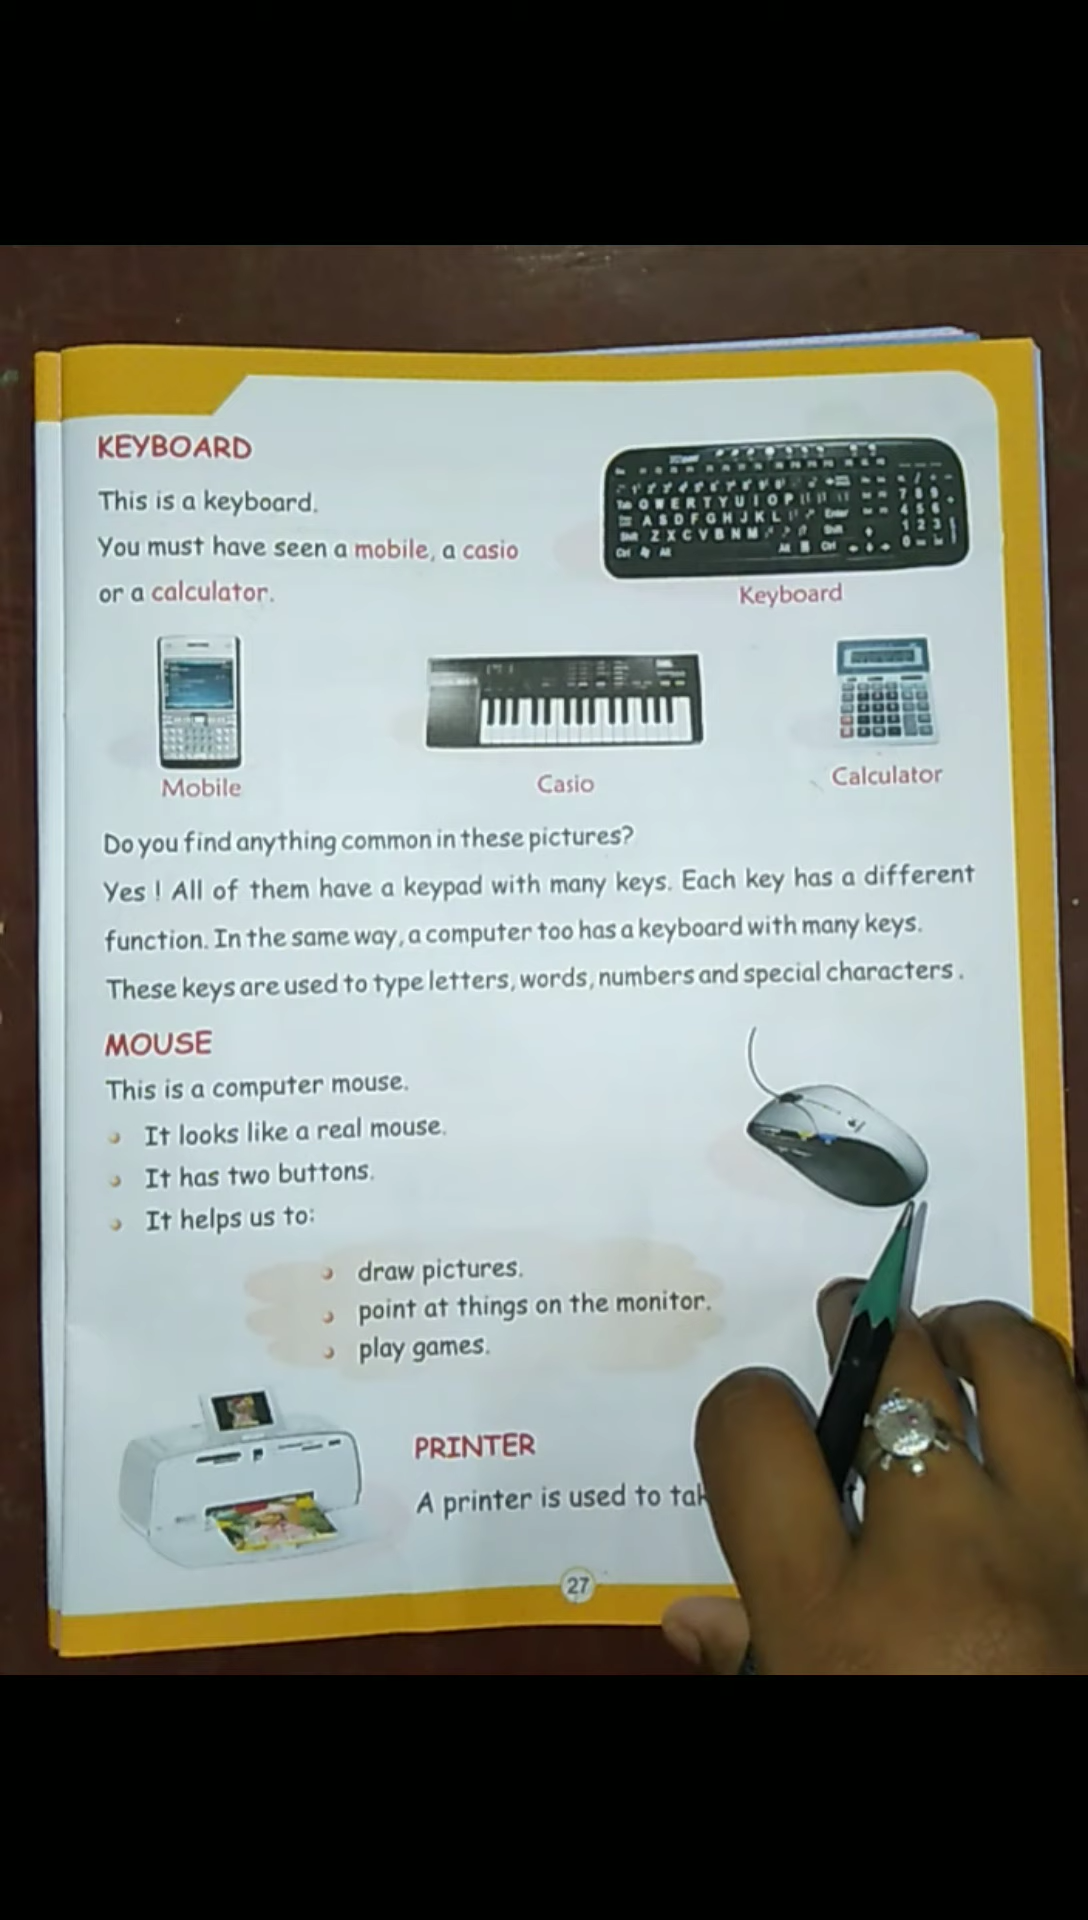 KEYBOARD
This is a keyboard.
You must have seen a mobile, a casio
or a calculator.
Keyboard
Mobile
Casio
Calculator
Do you find anything common in these pictures?
Yes ! All of them have a keypad with many keys. Each key has a different
function. In the same way, a computer too has a keyboard with many keys.
These keys are used to type letters, words, numbers and special characters.
MOUSE
This is a computer mouse.
It looks like a real mouse.
It has two buttons.
It helps us to:
draw pictures.
point at things on the monitor.
play games.
PRINTER
A printer is used to
27